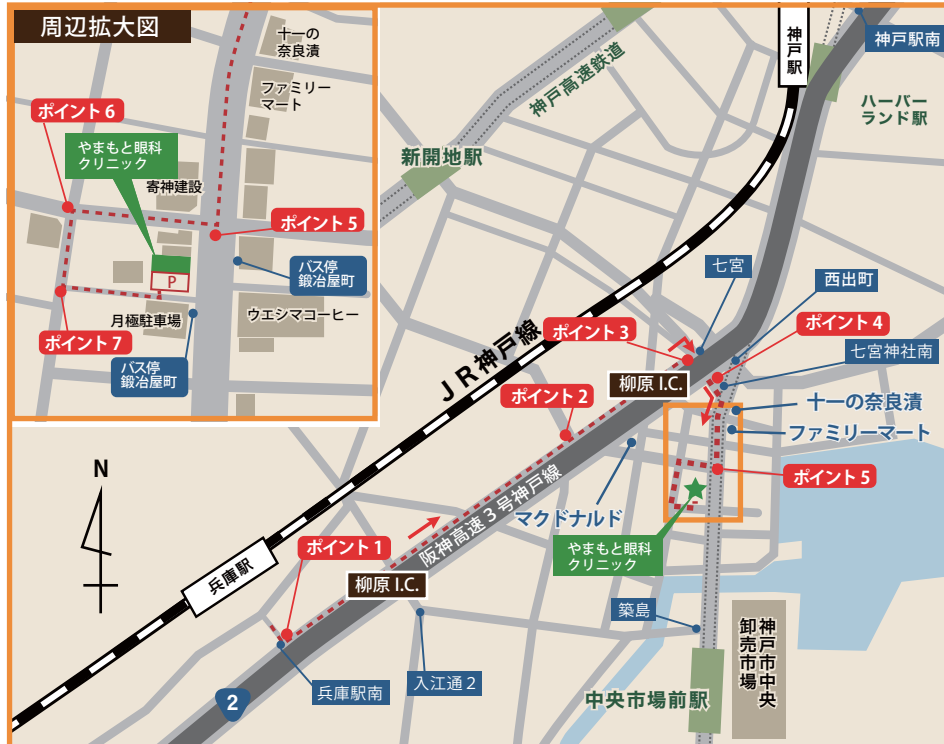 周辺拡大図
十一の
奈良漬
ファミリー
マート
ポイント6
やまもと眼科
クリニック
寄神建設
ポイント5
バス停
鍛冶屋町
P
ウエシマコーヒー
月極駐車場
ポイント7
バス停
鍛冶屋町
神戸駅
神戸駅南
神戸高速鉄道
ハーバー
ランド駅
新開地駅
七宮
西出町
ポイント3
ポイント4
JR神戸線
柳原 I.C.
七宮神社南
ポイント2
十一の奈良漬
ファミリーマート
ポイント5
N
阪神高速3号神戸線
マクドナルド
ポイント1
やまもと眼科
クリニック
兵庫駅
柳原 I.C.
築島
神戸市中央
卸売市場
兵庫駅南
入江通2
2
中央市場前駅